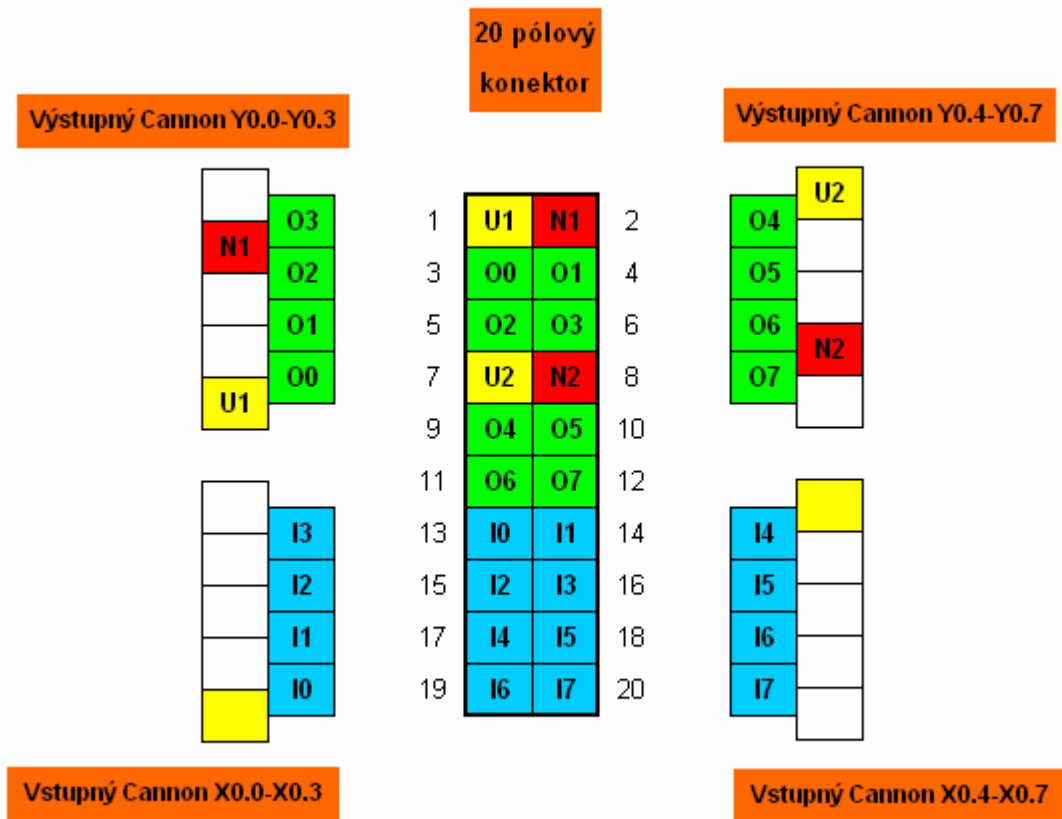 20 pólový
konektor
Výstupný Cannon Y0.0-Y0.3
Výstupný Cannon Y0.4-Y0.7
N1
U1
O3
O2
O1
O0
1 U1 N1 2
3 O0 O1 4
5 O2 O3 6
7 U2 N2 8
9 O4 O5 10
11 O6 O7 12
13 I0 I1 14
15 I2 I3 16
17 I4 I5 18
19 I6 I7 20
O4
O5
O6
O7
U2
N2
I3
I2
I1
I0
I4
I5
I6
I7
Vstupný Cannon X0.0-X0.3
Vstupný Cannon X0.4-X0.7